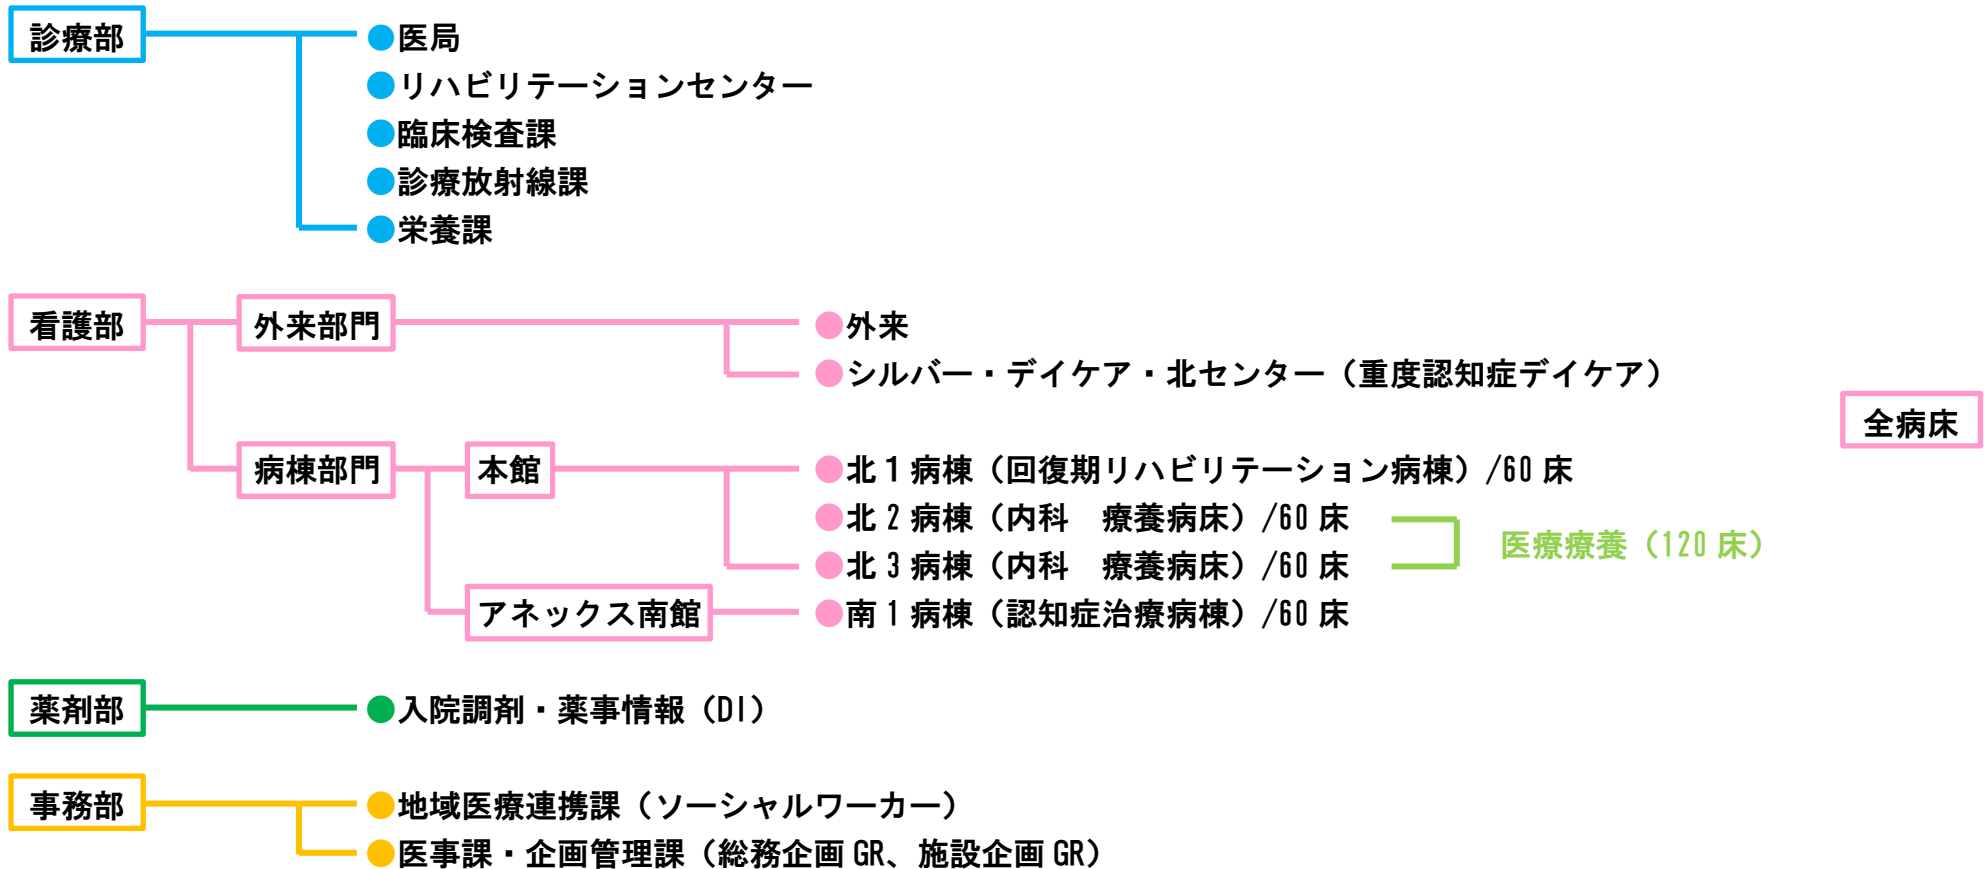 診療部
●医局
●リハビリテーションセンター
●臨床検査課
●診療放射線課
●栄養課
看護部
外来部門
●外来
●シルバー・デイケア・北センター（重度認知症デイケア）
全病床
病棟部門
本館
●北1病棟（回復期リハビリテーション病棟）/60床
●北2病棟（内科　療養病床）/60床
医療療養（120床）
●北3病棟（内科　療養病床）/60床
アネックス南館
●南1病棟（認知症治療病棟）/60床
薬剤部
●入院調剤・薬事情報（DI）
事務部
●地域医療連携課（ソーシャルワーカー）
●医事課・企画管理課（総務企画GR、施設企画GR）